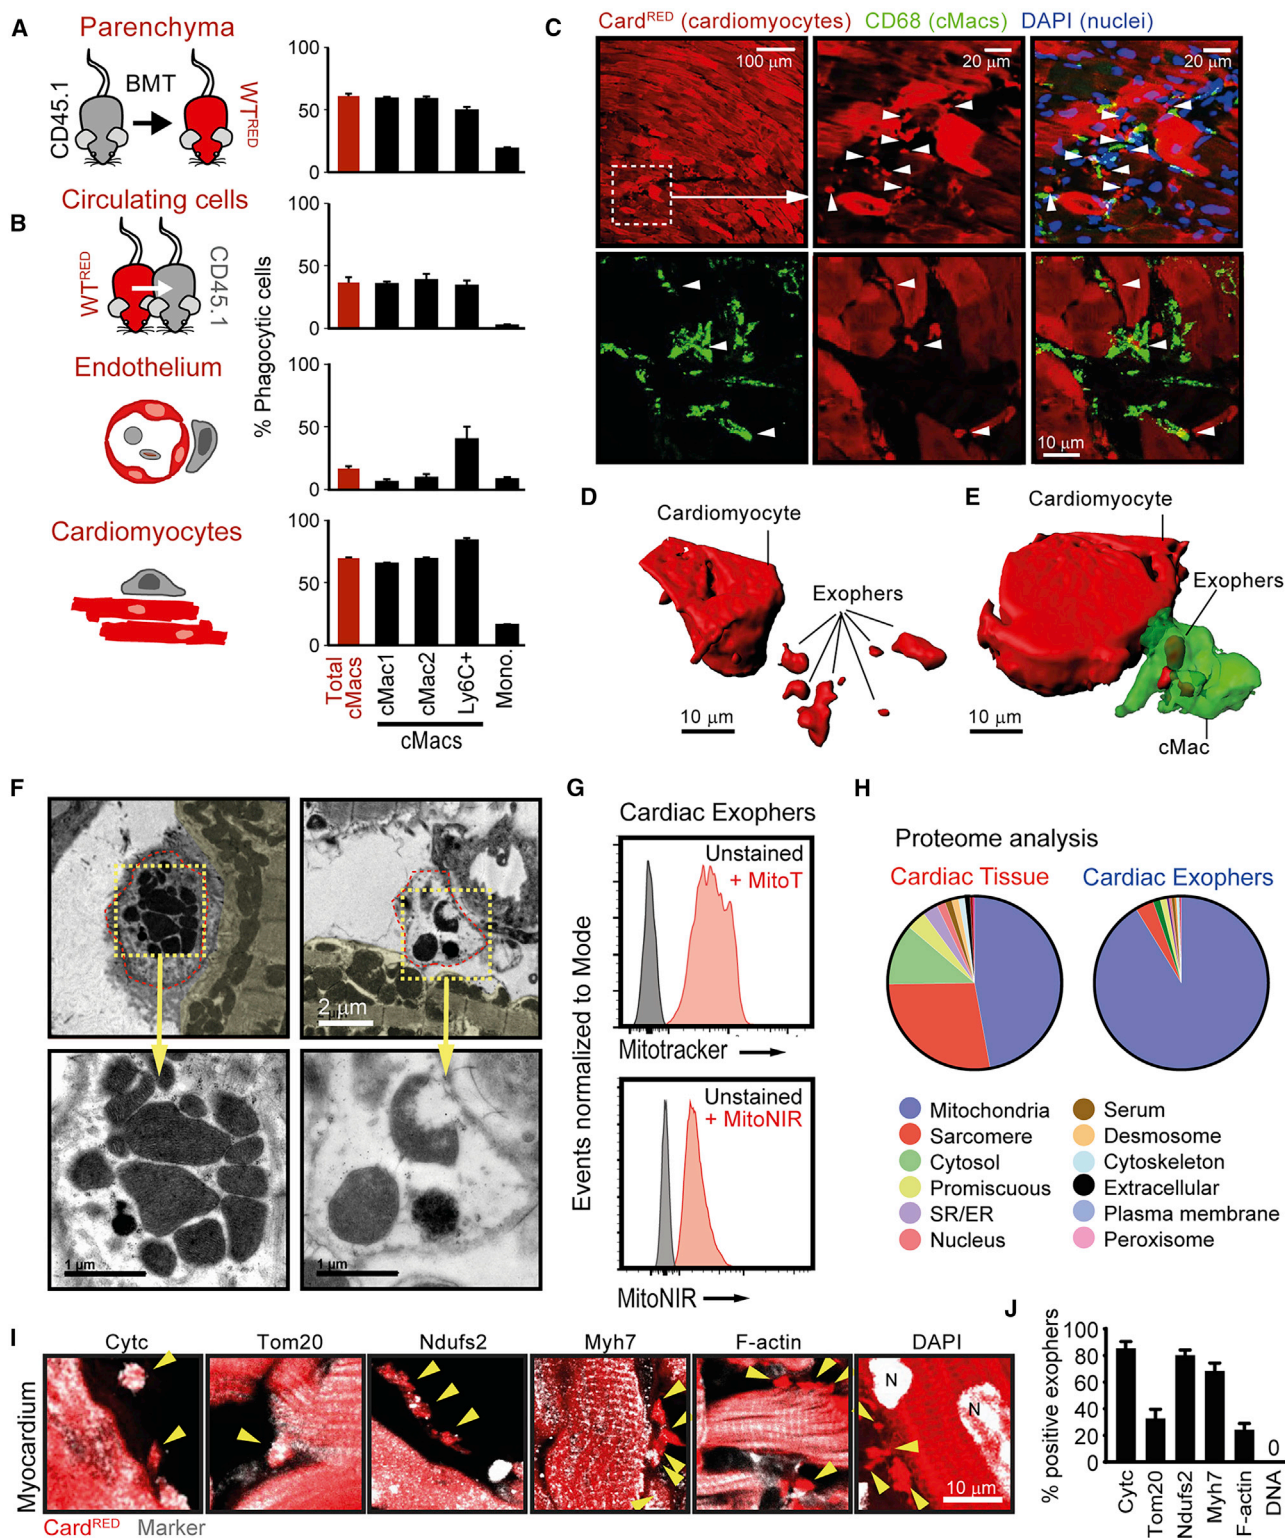 A
Parenchyma
CD45.1
BMT
WTRED
100
50
0
B
Circulating cells
WTRED
CD45.1
100
50
0
Endothelium
100
50
0
Cardiomyocytes
100
50
0
% Phagocytic cells
Total cMacs
cMac1
cMac2
Ly6C+
Mono.
cMacs
C
CardRED (cardiomyocytes) CD68 (cMacs) DAPI (nuclei)
100 µm
20 µm
20 µm
10 µm
D
Cardiomyocyte
Exophers
10 µm
E
Cardiomyocyte
Exophers
10 µm
cMac
F
2 µm
1 µm
1 µm
G
Cardiac Exophers
Unstained
+ MitoT
Mitotracker
Unstained
+ MitoNIR
MitoNIR
Events normalized to Mode
H
Proteome analysis
Cardiac Tissue
Cardiac Exophers
Mitochondria
Sarcomere
Cytosol
Promiscuous
SR/ER
Nucleus
Serum
Desmosome
Cytoskeleton
Extracellular
Plasma membrane
Peroxisome
I
Cytc
Tom20
Ndufs2
Myh7
F-actin
DAPI
Myocardium
N
N
10 µm
CardRED Marker
J
% positive exophers
100
80
60
40
20
0
0
Cytc
Tom20
Ndufs2
Myh7
F-actin
DNA